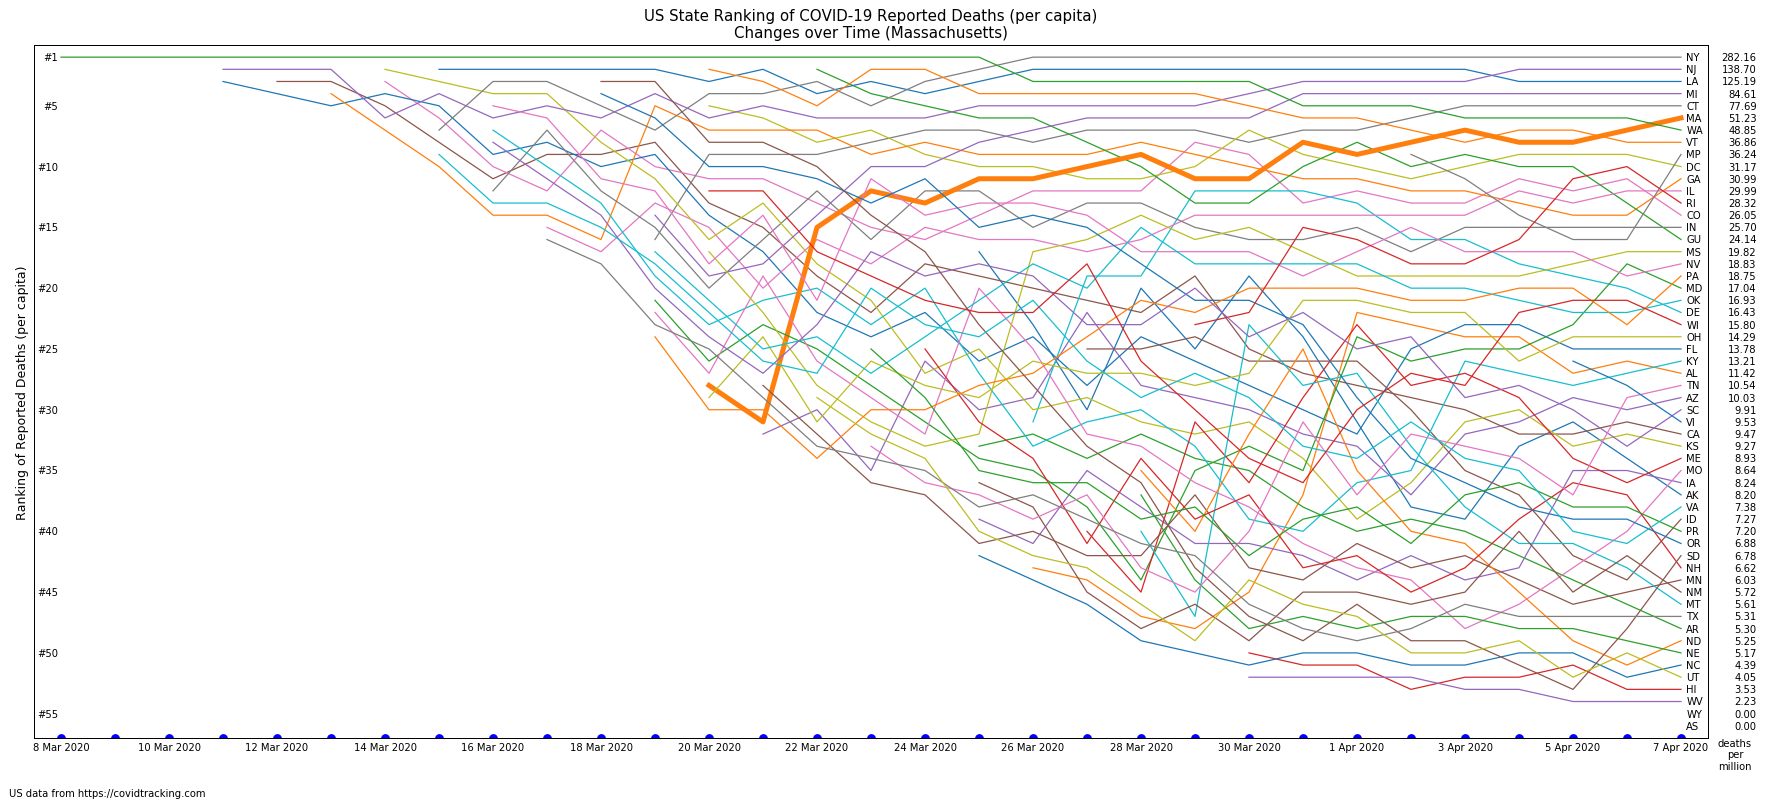 US State Ranking of COVID-19 Reported Deaths (per capita)
Changes over Time (Massachusetts)
Ranking of Reported Deaths (per capita)
#1
#5
#10
#15
#20
#25
#30
#35
#40
#45
#50
#55
NY 282.16
NJ 138.70
LA 125.19
MI 84.61
CT 77.69
MA 51.23
WA 48.85
VT 36.86
MP 36.24
DC 31.17
GA 30.99
IL 29.99
RI 28.32
CO 26.05
IN 25.70
GU 24.14
MS 19.82
NV 18.83
PA 18.75
MD 17.04
OK 16.93
DE 16.43
WI 15.80
OH 14.29
FL 13.78
KY 13.21
AL 11.42
TN 10.54
AZ 10.03
SC 9.91
VI 9.53
CA 9.47
KS 9.27
ME 8.93
MO 8.64
IA 8.24
AK 8.20
VA 7.38
ID 7.27
PR 7.20
OR 6.88
SD 6.78
NH 6.62
MN 6.03
NM 5.72
MT 5.61
TX 5.31
AR 5.30
ND 5.25
NE 5.17
NC 4.39
UT 4.05
HI 3.53
WV 2.23
WY 0.00
AS 0.00
8 Mar 2020 10 Mar 2020 12 Mar 2020 14 Mar 2020 16 Mar 2020 18 Mar 2020 20 Mar 2020 22 Mar 2020 24 Mar 2020 26 Mar 2020 28 Mar 2020 30 Mar 2020 1 Apr 2020 3 Apr 2020 5 Apr 2020 7 Apr 2020
deaths
per
million
US data from https://covidtracking.com